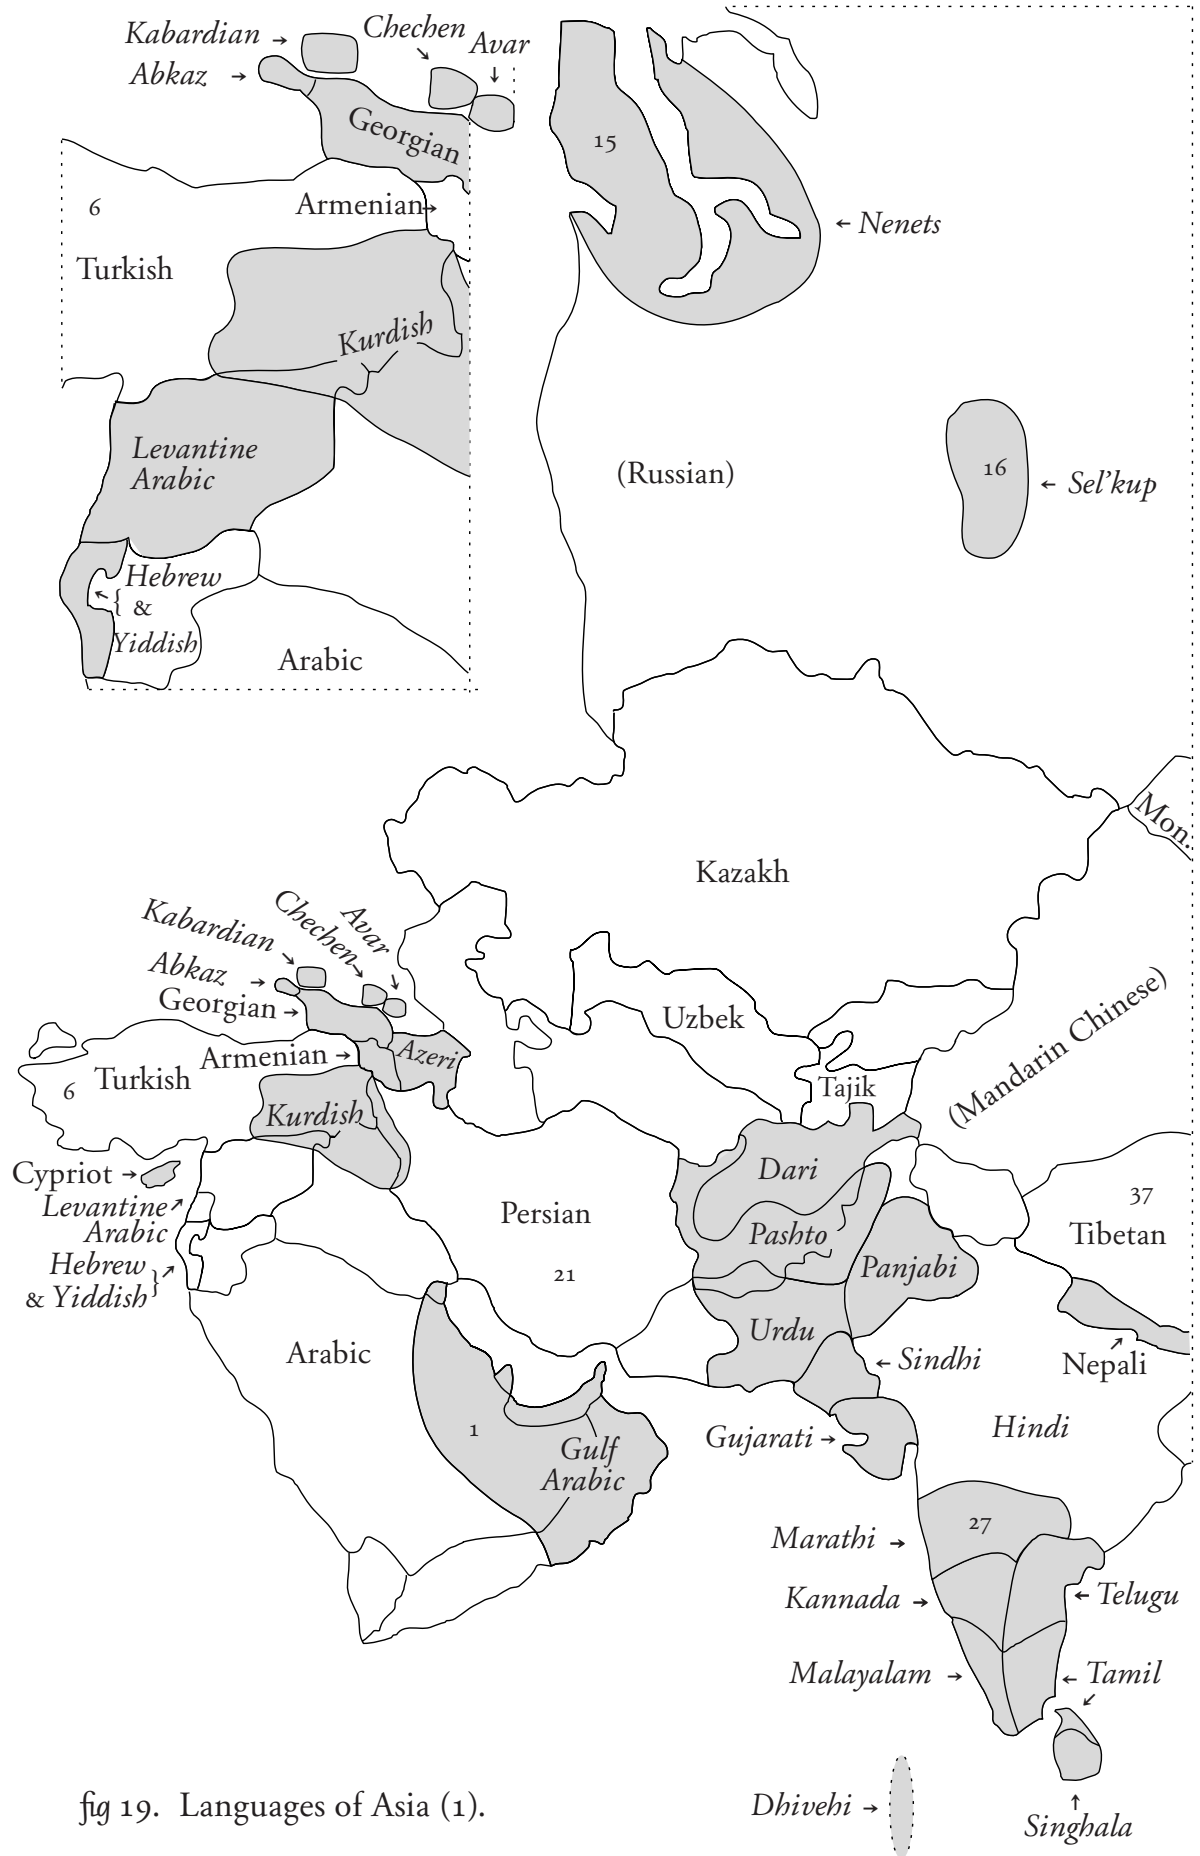 Kabardian →
Chechen
Avar
Abkaz →
Georgian
15
6
Armenian→
← Nenets
Turkish
Kurdish
Levantine
Arabic
(Russian)
16
← Sel’kup
Hebrew
{ &
Yiddish
Arabic
Mon.
Kazakh
Kabardian
Chechen
Avar
Abkaz →
Georgian →
Uzbek
(Mandarin Chinese)
Armenian →
Azeri
6 Turkish
Tajik
Kurdish
Cypriot →
Dari
Levantine
Arabic
Persian
Pashto
37
Tibetan
Hebrew
& Yiddish }
21
Panjabi
Arabic
Urdu
← Sindhi
Nepali
1
Gujarati →
Hindi
Gulf
Arabic
27
Marathi →
Kannada →
← Telugu
Malayalam →
← Tamil
Dhivehi →
Singhala
fig 19. Languages of Asia (1).